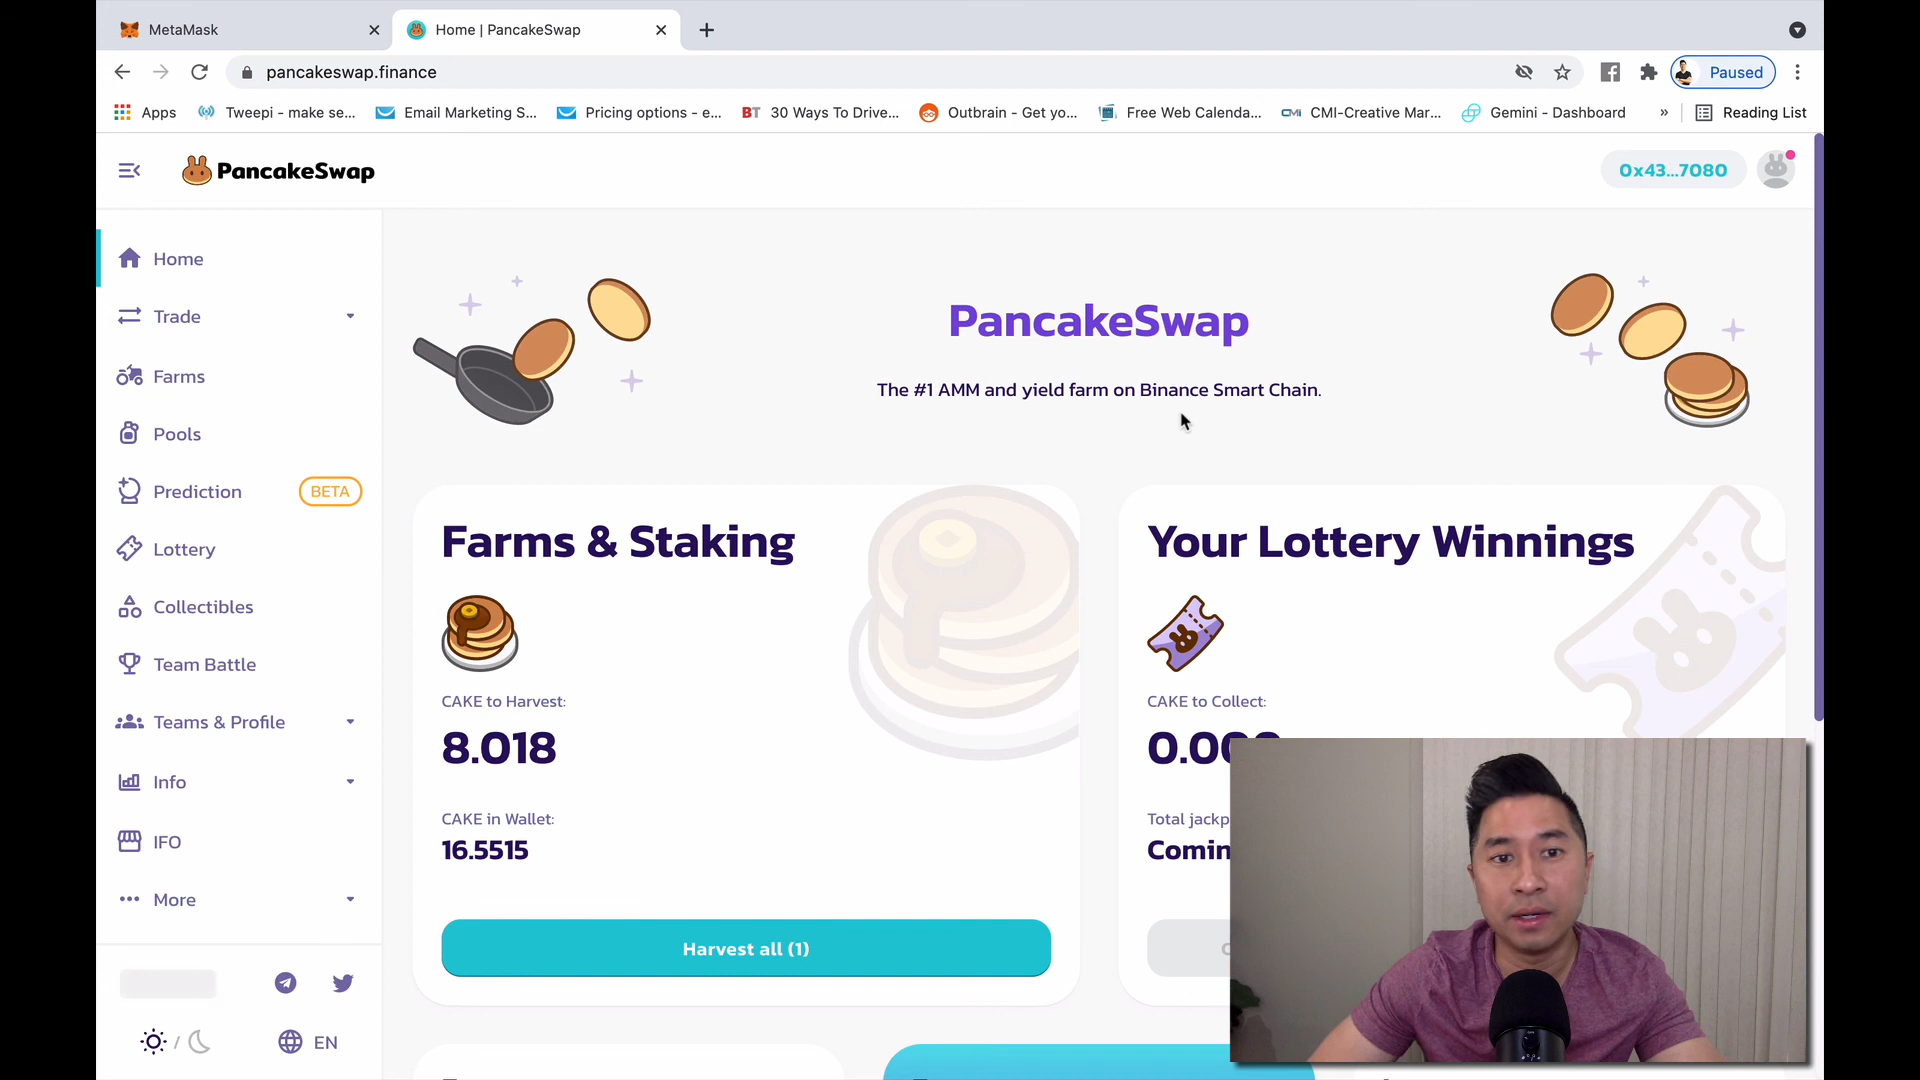 MetaMask
Home | PancakeSwap
pancakeswap.finance
Paused
Apps
Tweepi - make se...
Email Marketing S...
Pricing options - e...
BT 30 Ways To Drive...
Outbrain - Get yo...
Free Web Calenda...
CMI CMI-Creative Mar...
Gemini - Dashboard
»
Reading List
PancakeSwap
0x43...7080
Home
Trade
Farms
Pools
Prediction BETA
Lottery
Collectibles
Team Battle
Teams & Profile
Info
IFO
More
/
EN
PancakeSwap
The #1 AMM and yield farm on Binance Smart Chain.
Farms & Staking
CAKE to Harvest:
8.018
CAKE in Wallet:
16.5515
Harvest all (1)
Your Lottery Winnings
CAKE to Collect:
Total